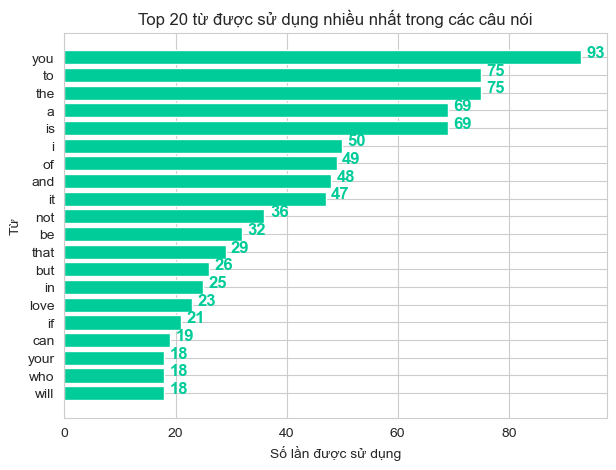 Top 20 từ được sử dụng nhiều nhất trong các câu nói
you 93
to 75
the 75
a 69
is 69
i 50
of 49
and 48
it 47
not 36
be 32
that 29
but 26
in 25
love 23
if 21
can 19
your 18
who 18
will 18
Từ
0 20 40 60 80
Số lần được sử dụng